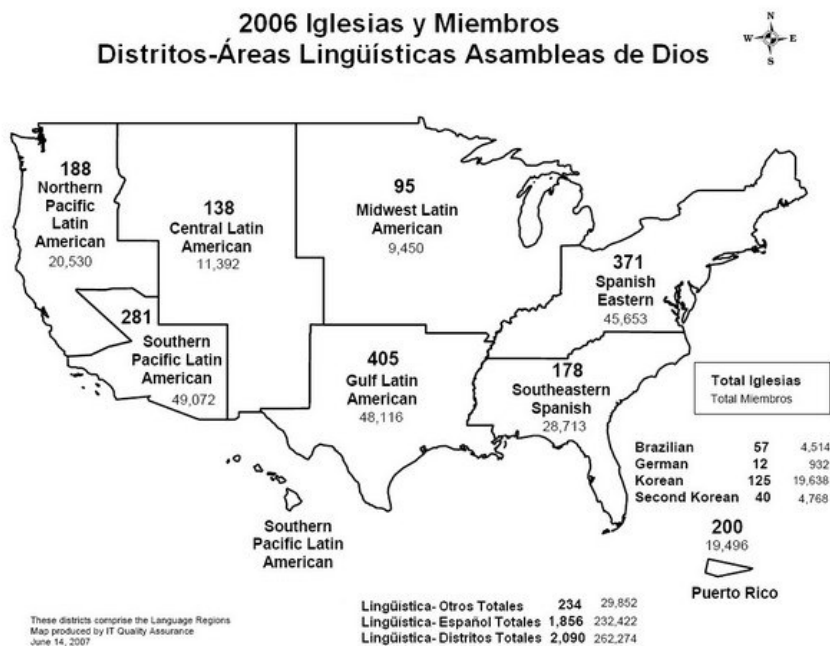 2006 Iglesias y Miembros
Distritos-Áreas Lingüísticas Asambleas de Dios
N
W
E
S
188
Northern
Pacific
Latin
American
20,530
138
Central Latin
American
11,392
95
Midwest Latin
American
9,450
371
Spanish
Eastern
45,653
281
Southern
Pacific Latin
American
49,072
405
Gulf Latin
American
48,116
178
Southeastern
Spanish
28,713
Total Iglesias
Total Miembros
Brazilian 57 4,514
German 12 932
Korean 125 19,638
Second Korean 40 4,768
200
19,496
Puerto Rico
Southern
Pacific Latin
American
Lingüistica- Otros Totales 234 29,852
Lingüistica- Español Totales 1,856 232,422
Lingüistica- Distritos Totales 2,090 262,274
These districts comprise the Language Regions
Map produced by IT Quality Assurance
June 14, 2007